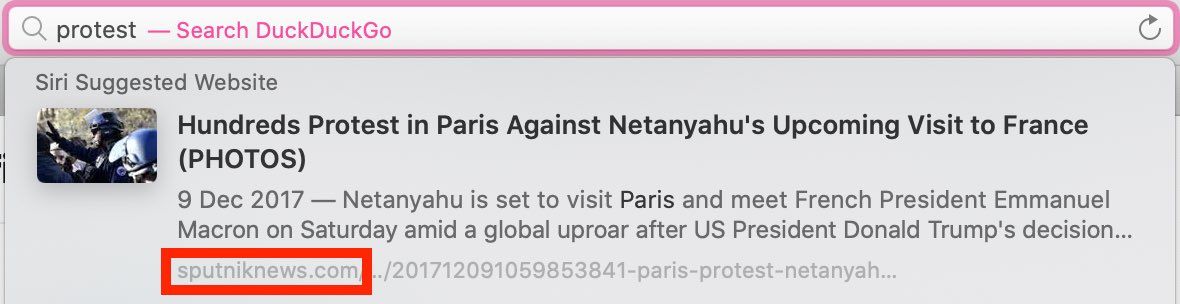 protest — Search DuckDuckGo
Siri Suggested Website
Hundreds Protest in Paris Against Netanyahu's Upcoming Visit to France
(PHOTOS)
9 Dec 2017 — Netanyahu is set to visit Paris and meet French President Emmanuel
Macron on Saturday amid a global uproar after US President Donald Trump's decision...
sputniknews.com/../201712091059853841-paris-protest-netanyah...